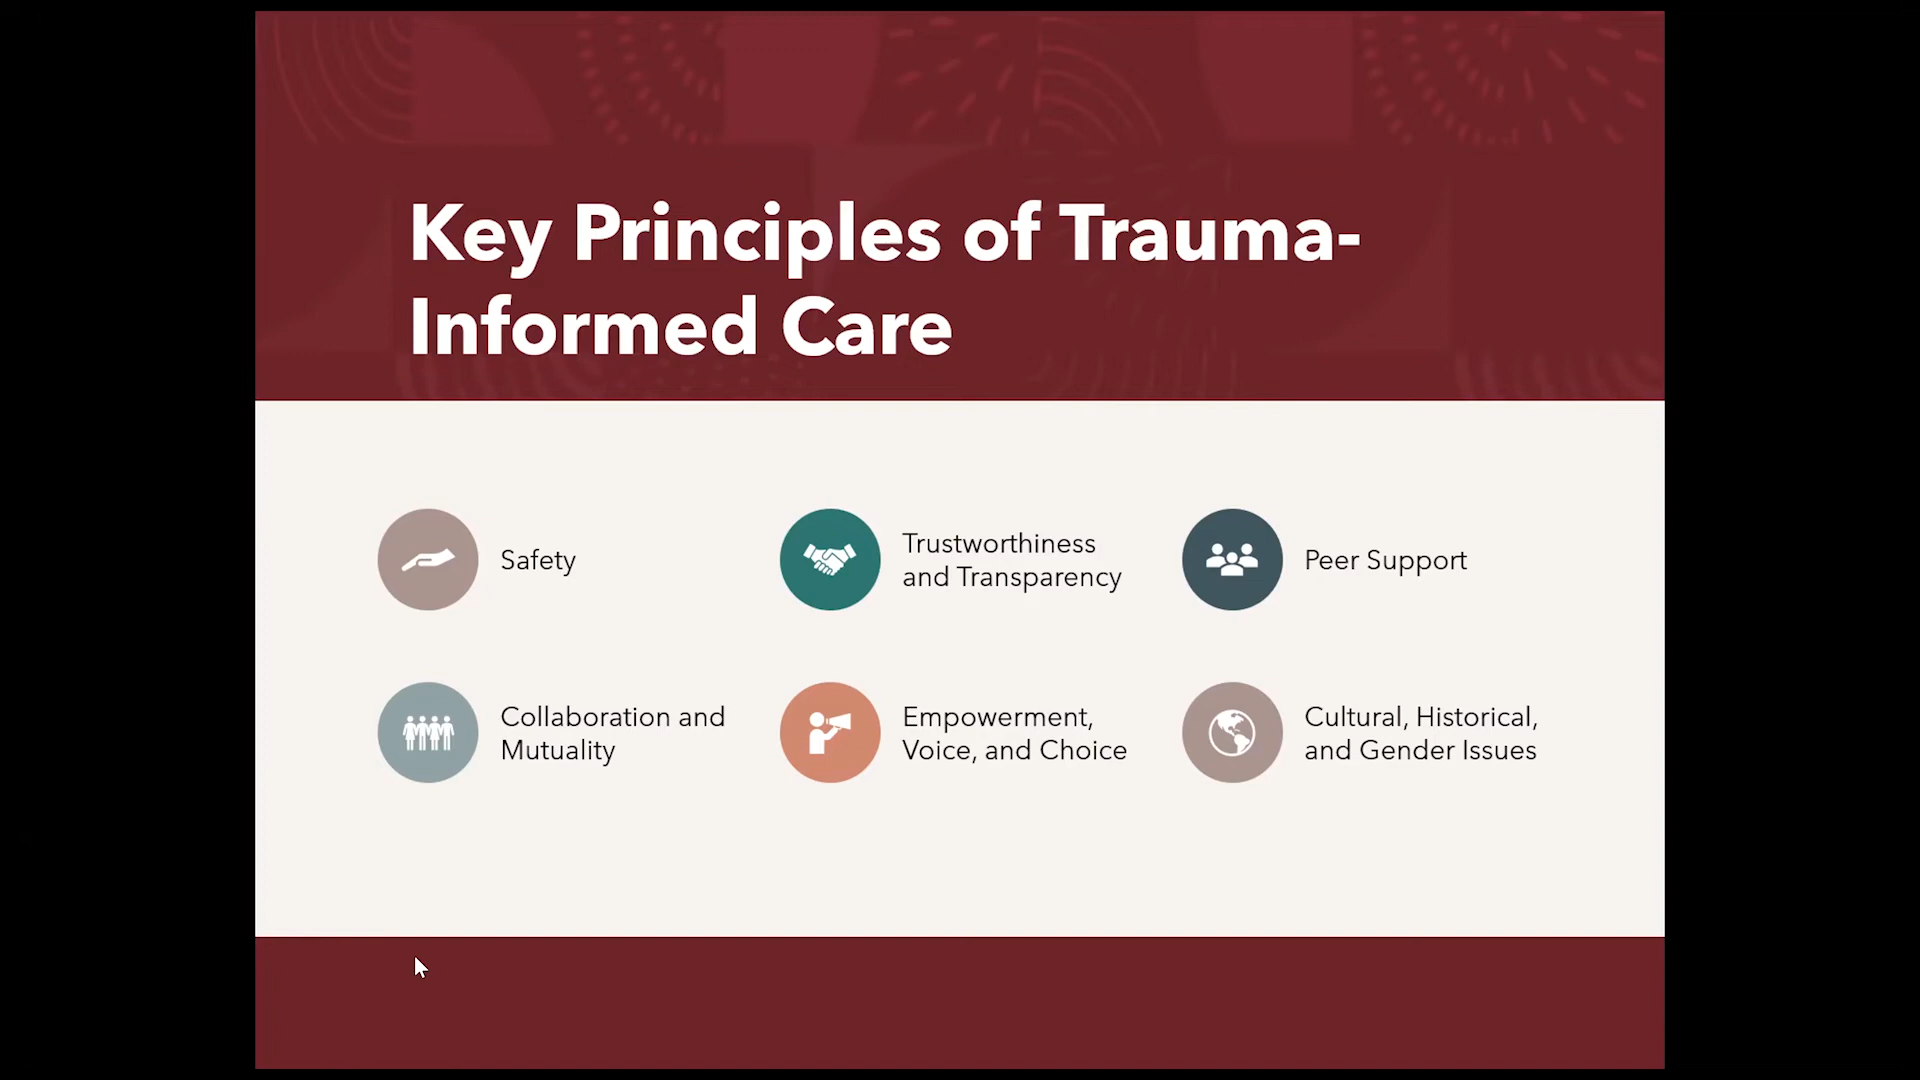 Key Principles of Trauma-
Informed Care
Safety
Trustworthiness
and Transparency
Peer Support
Collaboration and
Mutuality
Empowerment,
Voice, and Choice
Cultural, Historical,
and Gender Issues